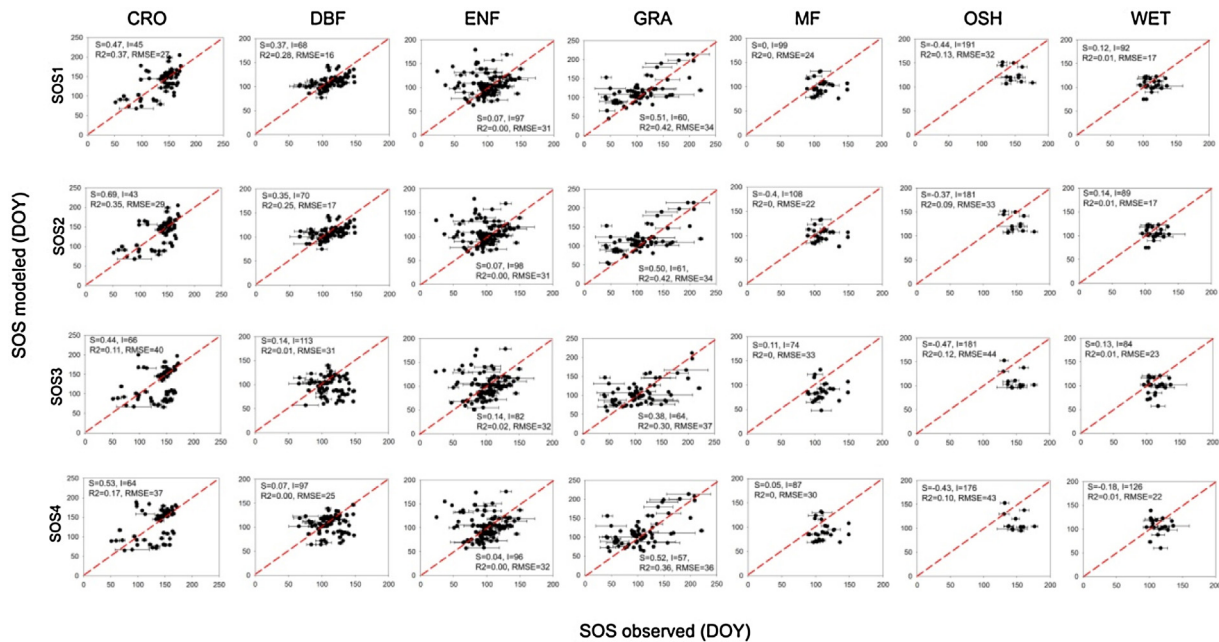 CRO DBF ENF GRA MF OSH WET
SOS modeled (DOY)
SOS1
S=0.47, I=45
R2=0.37, RMSE=27
S=0.37, I=68
R2=0.28, RMSE=16
S=0.07, I=97
R2=0.00, RMSE=31
S=0.51, I=60,
R2=0.42, RMSE=34
S=0, I=99
R2=0, RMSE=24
S=-0.44, I=191
R2=0.13, RMSE=32
S=0.12, I=92
R2=0.01, RMSE=17
SOS2
S=0.69, I=43
R2=0.35, RMSE=29
S=0.35, I=70
R2=0.25, RMSE=17
S=0.07, I=98
R2=0.00, RMSE=31
S=0.50, I=61,
R2=0.42, RMSE=34
S=-0.4, I=108
R2=0, RMSE=22
S=-0.37, I=181
R2=0.09, RMSE=33
S=0.14, I=89
R2=0.01, RMSE=17
SOS3
S=0.44, I=66
R2=0.11, RMSE=40
S=0.14, I=113
R2=0.01, RMSE=31
S=0.14, I=82
R2=0.02, RMSE=32
S=0.38, I=64,
R2=0.30, RMSE=37
S=0.11, I=74
R2=0, RMSE=33
S=-0.47, I=181
R2=0.12, RMSE=44
S=0.13, I=84
R2=0.01, RMSE=23
SOS4
S=0.53, I=64
R2=0.17, RMSE=37
S=0.07, I=97
R2=0.00, RMSE=25
S=0.04, I=96
R2=0.00, RMSE=32
S=0.52, I=57,
R2=0.36, RMSE=36
S=0.05, I=87
R2=0, RMSE=30
S=-0.43, I=176
R2=0.10, RMSE=43
S=-0.18, I=126
R2=0.01, RMSE=22
0 50 100 150 200 250
0 50 100 150 200
SOS observed (DOY)